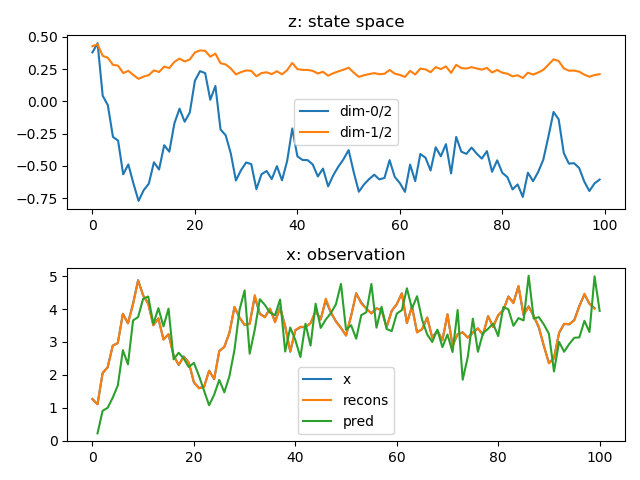 z: state space
0.50
0.25
0.00
−0.25
−0.50
−0.75
dim-0/2
dim-1/2
0 20 40 60 80 100
x: observation
5
4
3
2
1
0
x
recons
pred
0 20 40 60 80 100